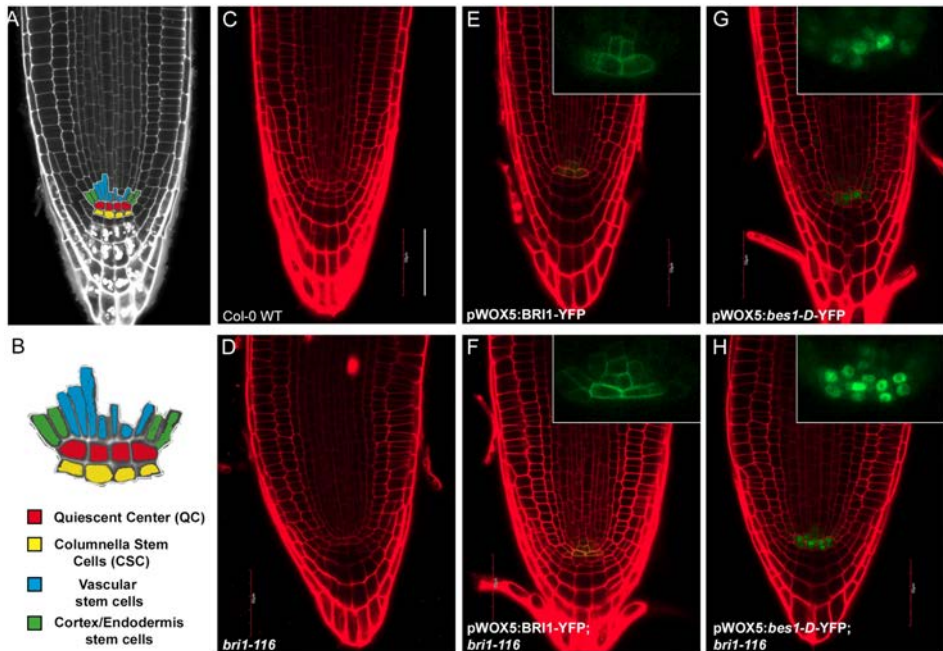 A
C
E
G
Col-0 WT
pWOX5:BRI1-YFP
pWOX5:bes1-D-YFP
B
D
F
H
Quiescent Center (QC)
Columnella Stem
Cells (CSC)
Vascular
stem cells
Cortex/Endodermis
stem cells
bri1-116
pWOX5:BRI1-YFP;
bri1-116
pWOX5:bes1-D-YFP;
bri1-116